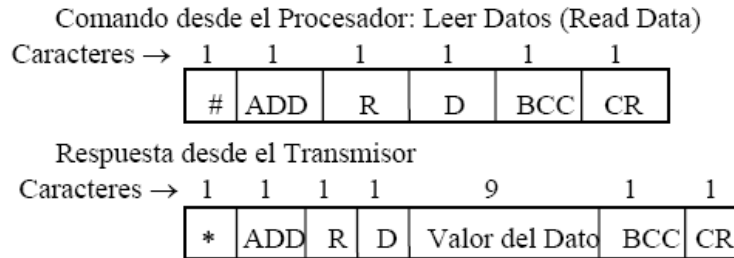 Comando desde el Procesador: Leer Datos (Read Data)
Caracteres → 1 1 1 1 1 1
# ADD R D BCC CR
Respuesta desde el Transmisor
Caracteres → 1 1 1 1 9 1 1
* ADD R D Valor del Dato BCC CR